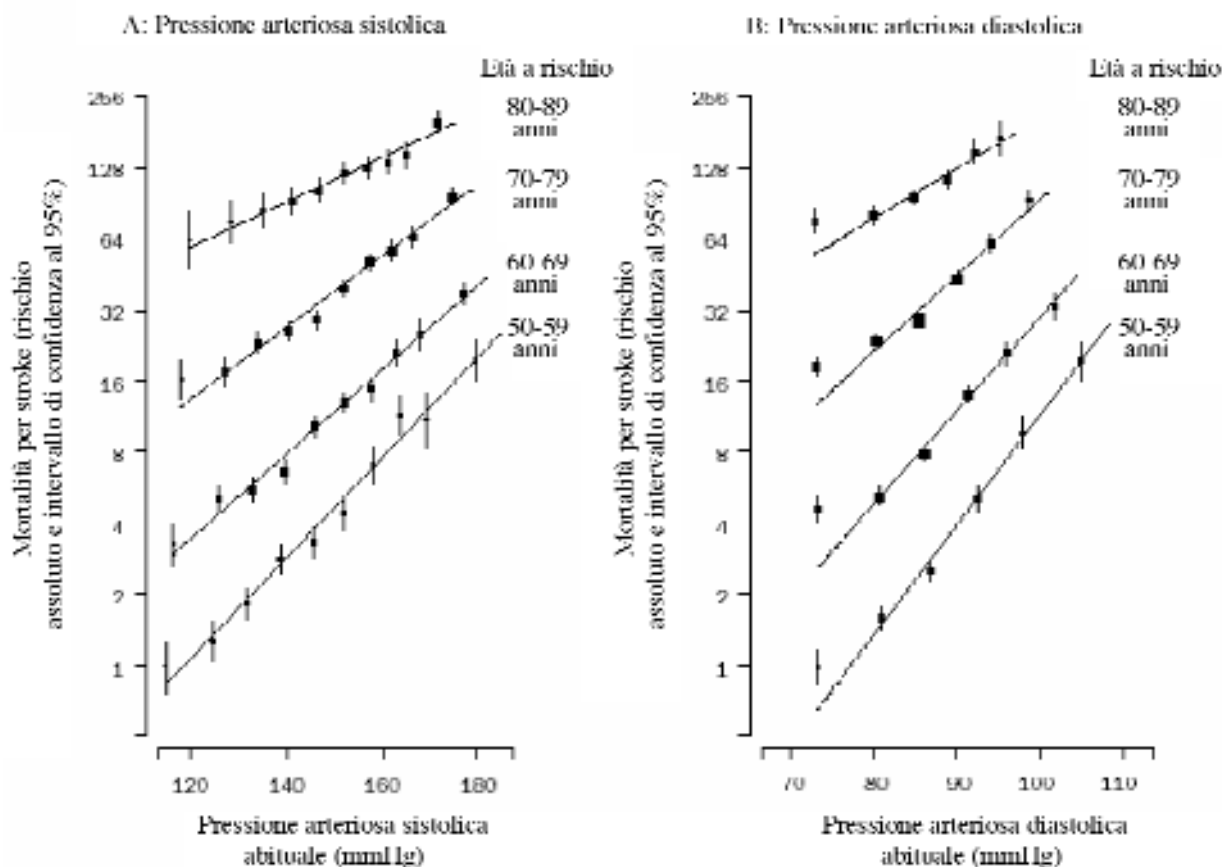 A: Pressione arteriosa sistolica
Età a rischio
256
128
64
32
16
8
4
2
1
80-89
anni
70-79
anni
60-69
anni
50-59
anni
Mortalità per stroke (rischio
assoluto e intervallo di confidenza al 95%)
120
140
160
180
Pressione arteriosa sistolica
abituale (mmHg)
B: Pressione arteriosa diastolica
Età a rischio
256
128
64
32
16
8
4
2
1
80-89
anni
70-79
anni
60-69
anni
50-59
anni
Mortalità per stroke (rischio
assoluto e intervallo di confidenza al 95%)
70
80
90
100
110
Pressione arteriosa diastolica
abituale (mmHg)